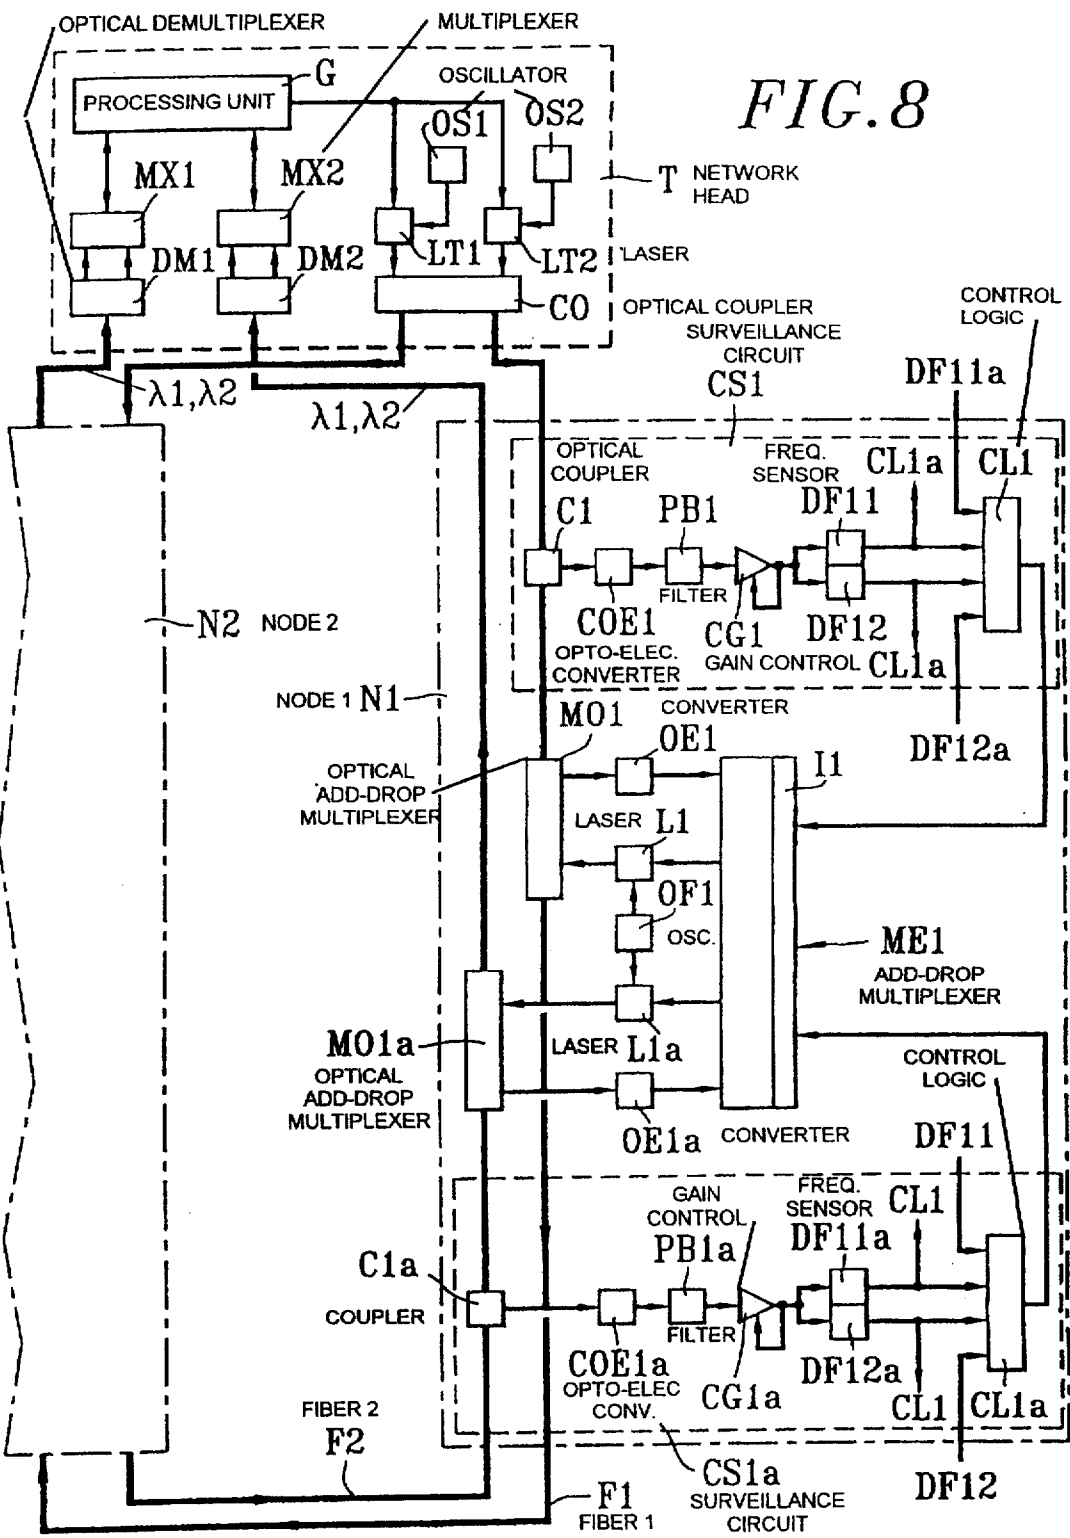 OPTICAL DEMULTIPLEXER
MULTIPLEXER
FIG.8
G
PROCESSING UNIT
OSCILLATOR
OS1
OS2
MX1
MX2
T NETWORK
HEAD
DM1
DM2
LT1
LT2
LASER
CO
OPTICAL COUPLER
SURVEILLANCE
CIRCUIT
CS1
CONTROL
LOGIC
λ1,λ2
λ1,λ2
DF11a
OPTICAL
COUPLER
FREQ.
SENSOR
CL1a
CL1
C1
PB1
DF11
FILTER
COE1
OPTO-ELEC.
CONVERTER
CG1
GAIN CONTROL
DF12
CL1a
N2 NODE 2
NODE 1 N1
DF12a
MO1
CONVERTER
OE1
I1
OPTICAL
ADD-DROP
MULTIPLEXER
LASER
L1
OF1
OSC.
ME1
ADD-DROP
MULTIPLEXER
MO1a
OPTICAL
ADD-DROP
MULTIPLEXER
LASER L1a
OE1a
CONVERTER
CONTROL
LOGIC
DF11
GAIN
CONTROL
FREQ.
SENSOR
CL1
PB1a
DF11a
C1a
COUPLER
FILTER
COE1a
OPTO-ELEC
CONV.
CG1a
DF12a
CL1
CL1a
FIBER 2
F2
DF12
CS1a
SURVEILLANCE
CIRCUIT
F1
FIBER 1